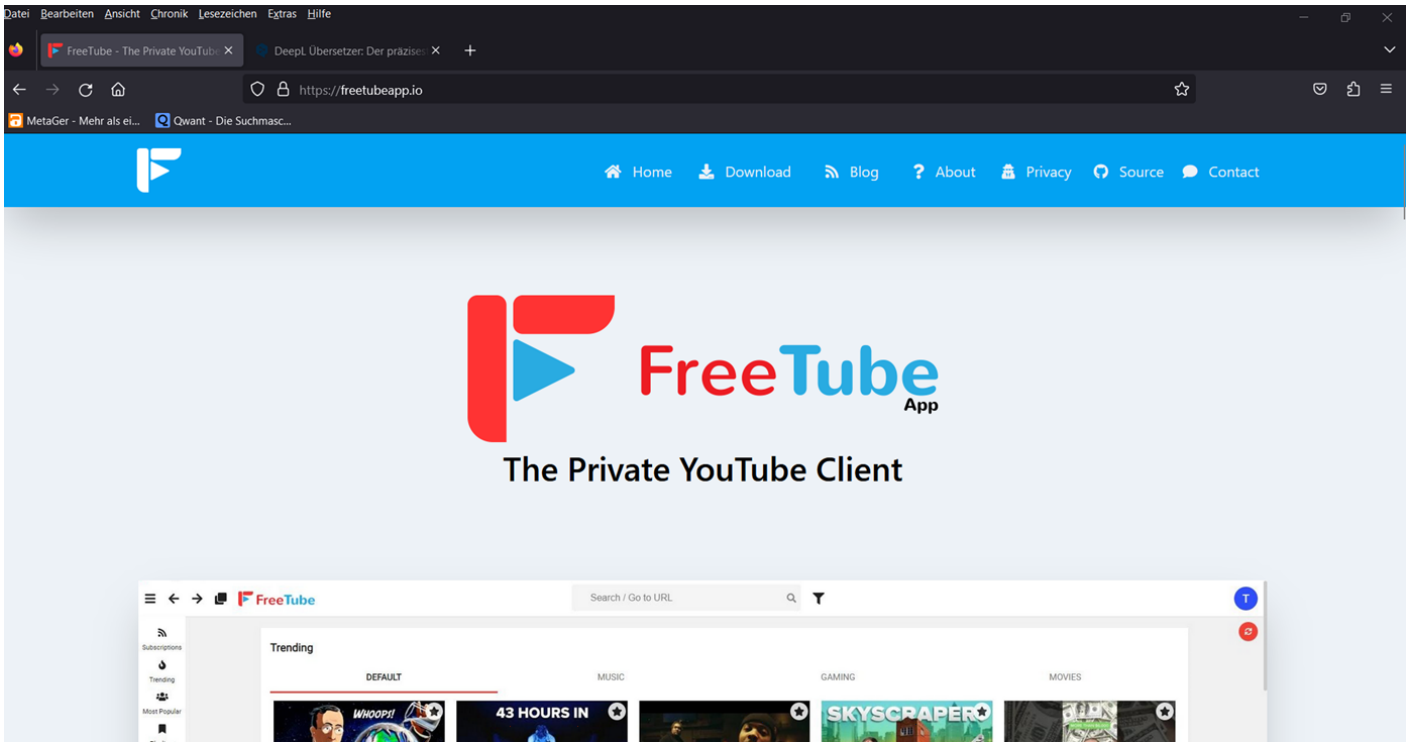 Datei Bearbeiten Ansicht Chronik Lesezeichen Extras Hilfe
FreeTube - The Private YouTube
DeepL Übersetzer: Der präzises
https://freetubeapp.io
MetaGer - Mehr als ei... Qwant - Die Suchmasc...
Home Download Blog About Privacy Source Contact
FreeTube
App
The Private YouTube Client
FreeTube Search / Go to URL T
Subscriptions
Trending
Trending
DEFAULT MUSIC GAMING MOVIES
Most Popular
WHOOPS! 43 HOURS IN SKYSCRAPER